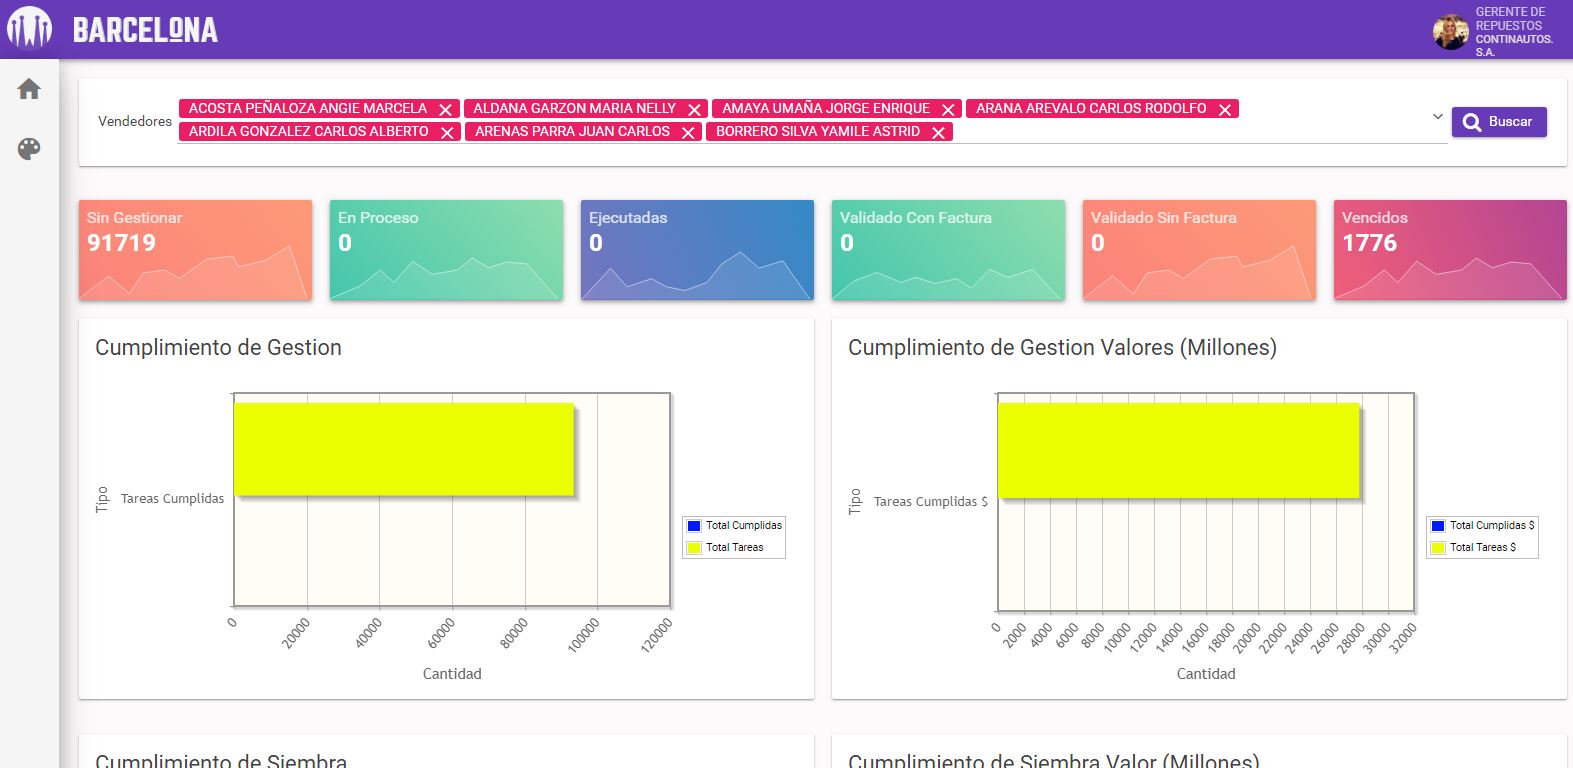 BARCELONA
GERENTE DE
REPUESTOS
CONTINAUTOS.
S.A.
Vendedores
ACOSTA PEÑALOZA ANGIE MARCELA
ALDANA GARZON MARIA NELLY
AMAYA UMAÑA JORGE ENRIQUE
ARANA AREVALO CARLOS RODOLFO
ARDILA GONZALEZ CARLOS ALBERTO
ARENAS PARRA JUAN CARLOS
BORRERO SILVA YAMILE ASTRID
Buscar
Sin Gestionar
91719
En Proceso
0
Ejecutadas
0
Validado Con Factura
0
Validado Sin Factura
0
Vencidos
1776
Cumplimiento de Gestion
Tipo
Tareas Cumplidas
0
20000
40000
60000
80000
100000
120000
Cantidad
Total Cumplidas
Total Tareas
Cumplimiento de Gestion Valores (Millones)
Tipo
Tareas Cumplidas $
0
2000
4000
6000
8000
10000
12000
14000
16000
18000
20000
22000
24000
26000
28000
30000
32000
Cantidad
Total Cumplidas $
Total Tareas $
Cumplimiento de Siembra
Cumplimiento de Siembra Valor (Millones)